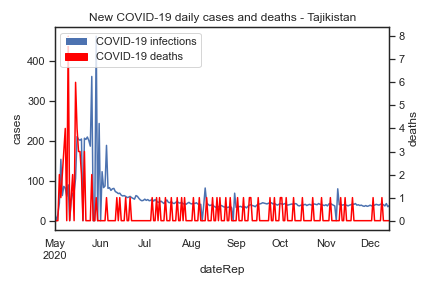 New COVID-19 daily cases and deaths - Tajikistan
COVID-19 infections
COVID-19 deaths
cases
400
300
200
100
0
deaths
8
7
6
5
4
3
2
1
0
May Jun Jul Aug Sep Oct Nov Dec
2020
dateRep